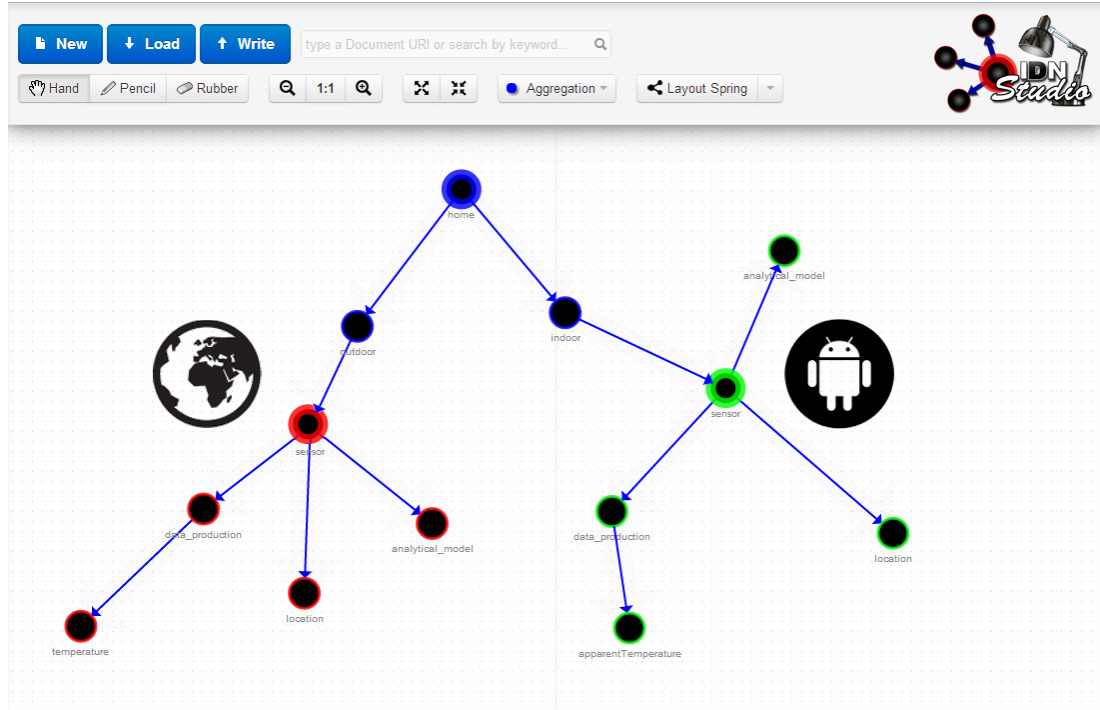 New
Load
Write
type a Document URI or search by keyword...
IDN
Studio
Hand
Pencil
Rubber
1:1
Aggregation
Layout Spring
home
analytical_model
indoor
outdoor
sensor
sensor
data_production
analytical_model
data_production
location
location
temperature
apparentTemperature